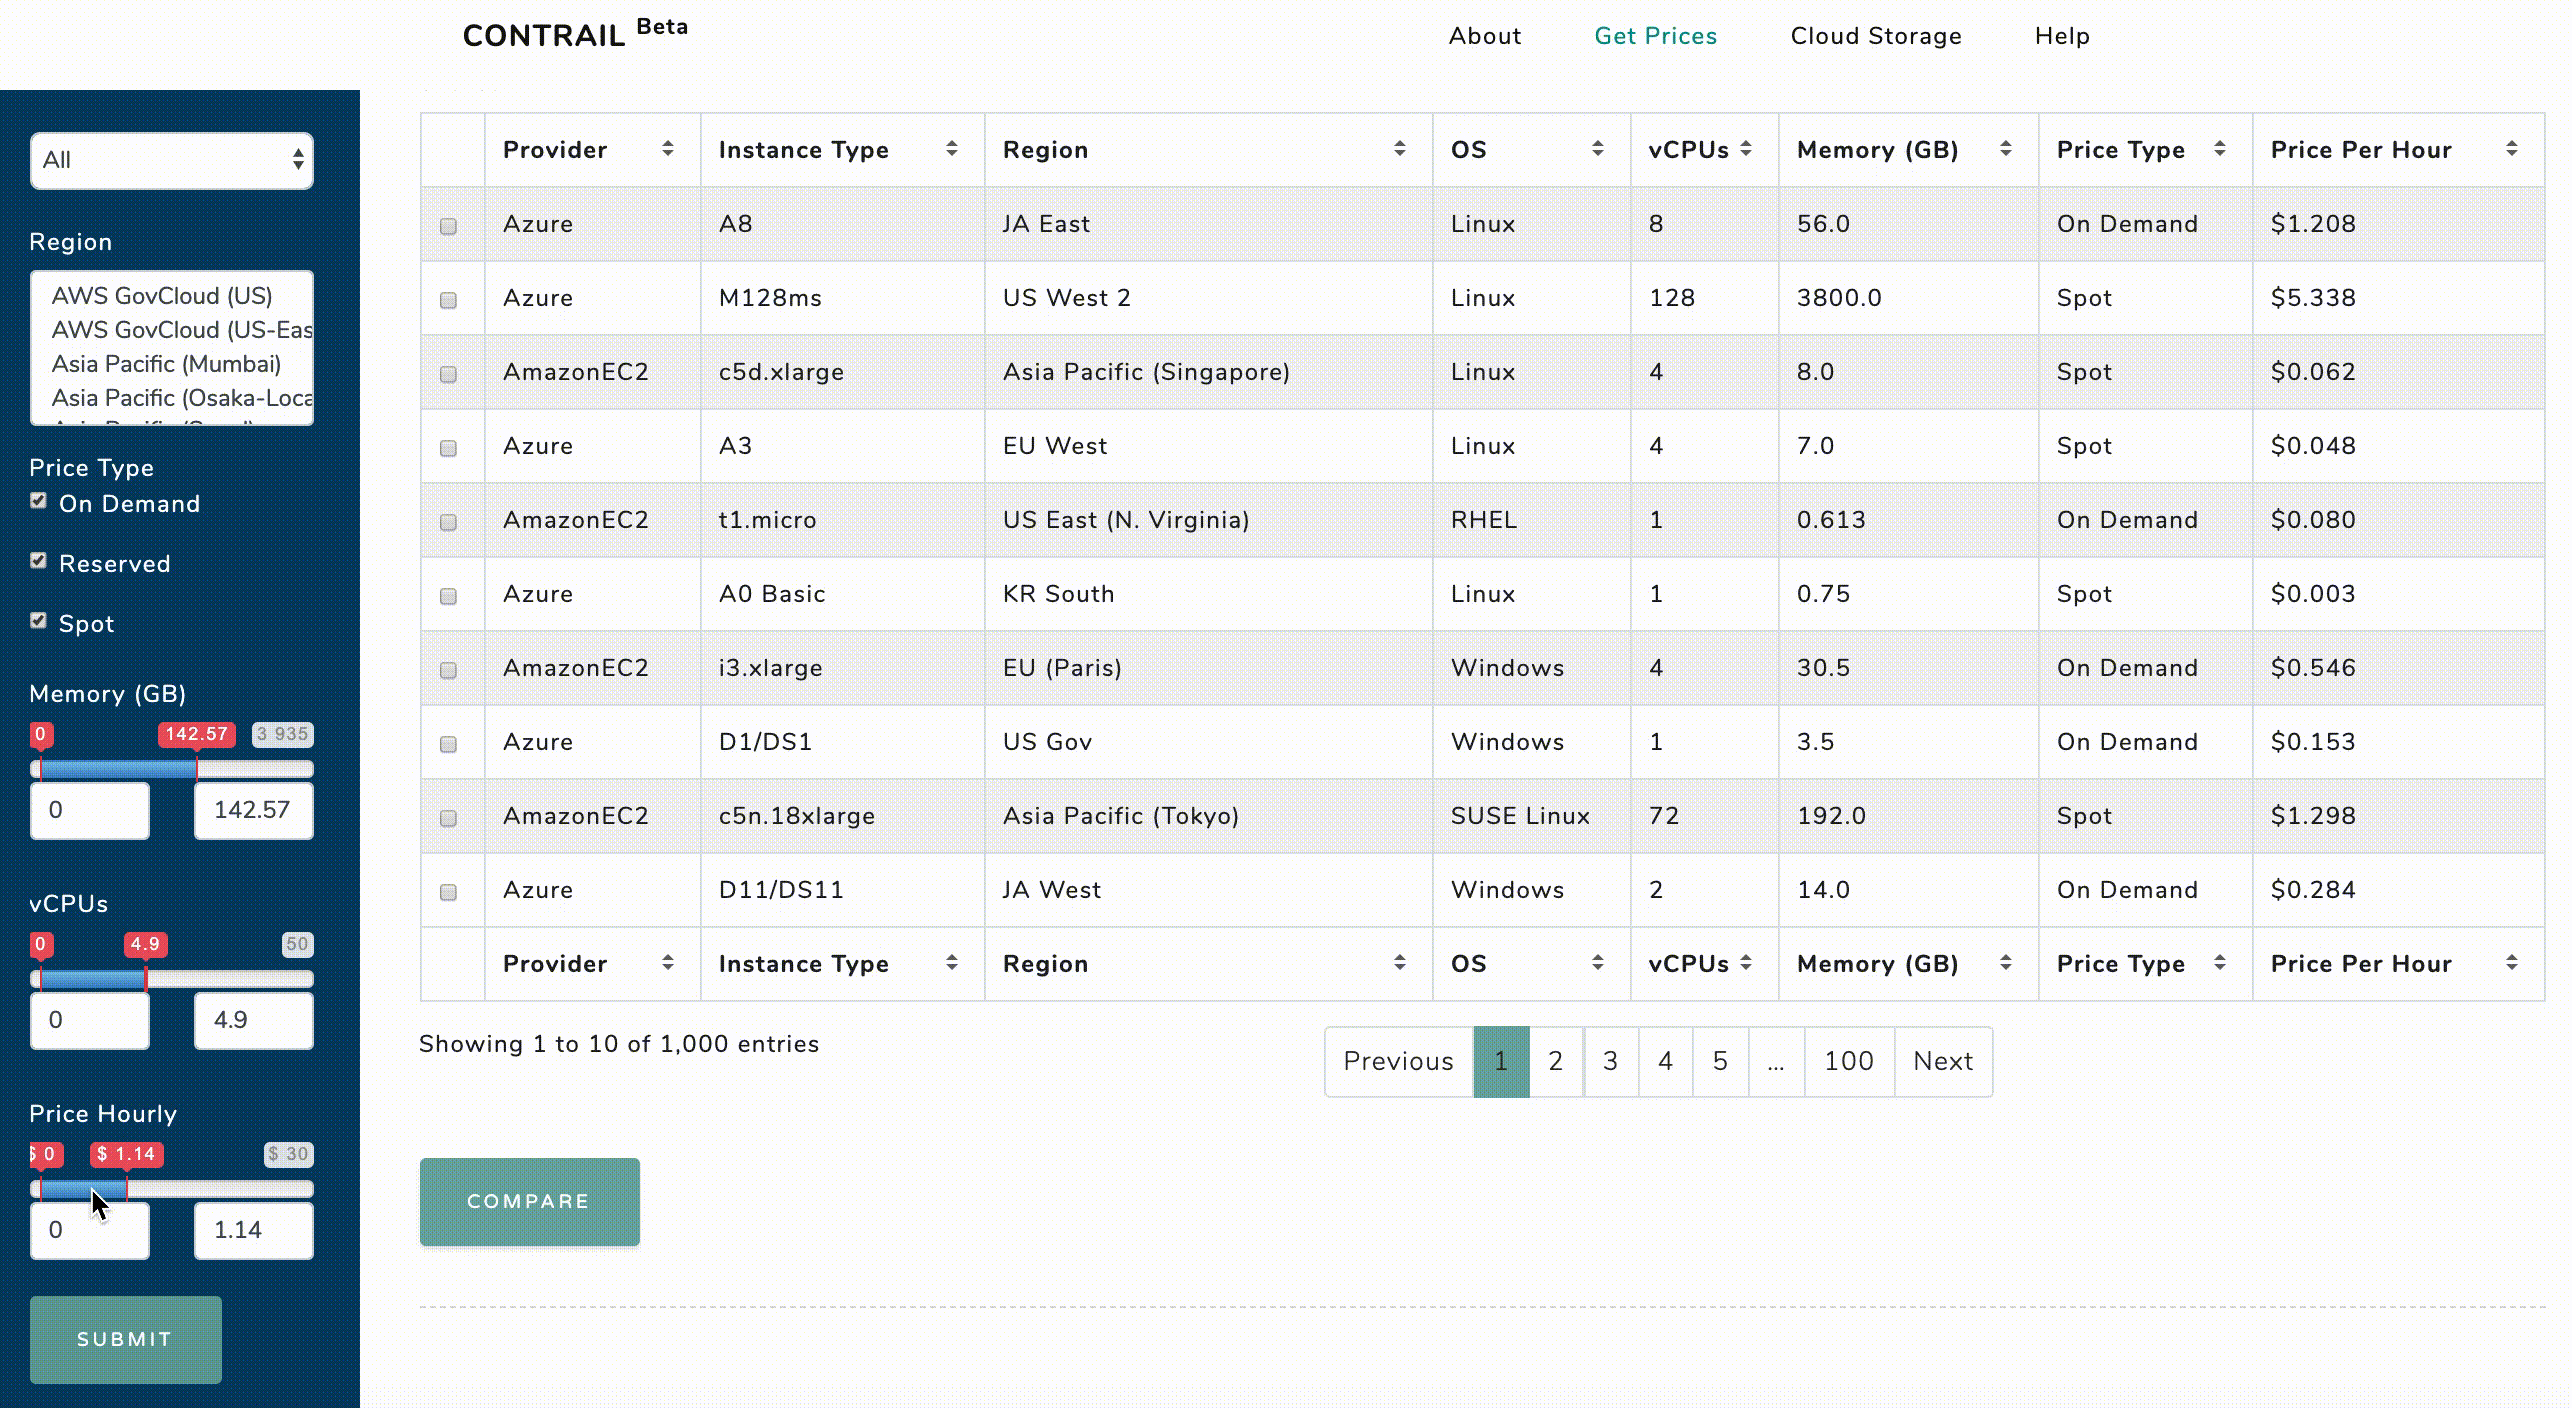 CONTRAIL Beta
About Get Prices Cloud Storage Help
All
Region
AWS GovCloud (US)
AWS GovCloud (US-Eas
Asia Pacific (Mumbai)
Asia Pacific (Osaka-Loca
Price Type
On Demand
Reserved
Spot
Memory (GB)
0 142.57 3 935
0 142.57
vCPUs
0 4.9 50
0 4.9
Price Hourly
$ 0 $ 1.14 $ 30
0 1.14
SUBMIT
Provider Instance Type Region OS vCPUs Memory (GB) Price Type Price Per Hour
Azure A8 JA East Linux 8 56.0 On Demand $1.208
Azure M128ms US West 2 Linux 128 3800.0 Spot $5.338
AmazonEC2 c5d.xlarge Asia Pacific (Singapore) Linux 4 8.0 Spot $0.062
Azure A3 EU West Linux 4 7.0 Spot $0.048
AmazonEC2 t1.micro US East (N. Virginia) RHEL 1 0.613 On Demand $0.080
Azure A0 Basic KR South Linux 1 0.75 Spot $0.003
AmazonEC2 i3.xlarge EU (Paris) Windows 4 30.5 On Demand $0.546
Azure D1/DS1 US Gov Windows 1 3.5 On Demand $0.153
AmazonEC2 c5n.18xlarge Asia Pacific (Tokyo) SUSE Linux 72 192.0 Spot $1.298
Azure D11/DS11 JA West Windows 2 14.0 On Demand $0.284
Provider Instance Type Region OS vCPUs Memory (GB) Price Type Price Per Hour
Showing 1 to 10 of 1,000 entries
Previous 1 2 3 4 5 ... 100 Next
COMPARE